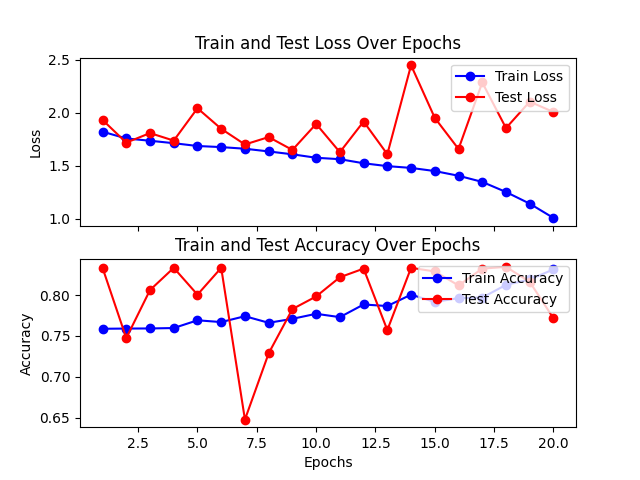 Train and Test Loss Over Epochs
2.5
2.0
1.5
1.0
Loss
Train Loss
Test Loss
Train and Test Accuracy Over Epochs
0.80
0.75
0.70
0.65
Accuracy
Train Accuracy
Test Accuracy
2.5 5.0 7.5 10.0 12.5 15.0 17.5 20.0
Epochs